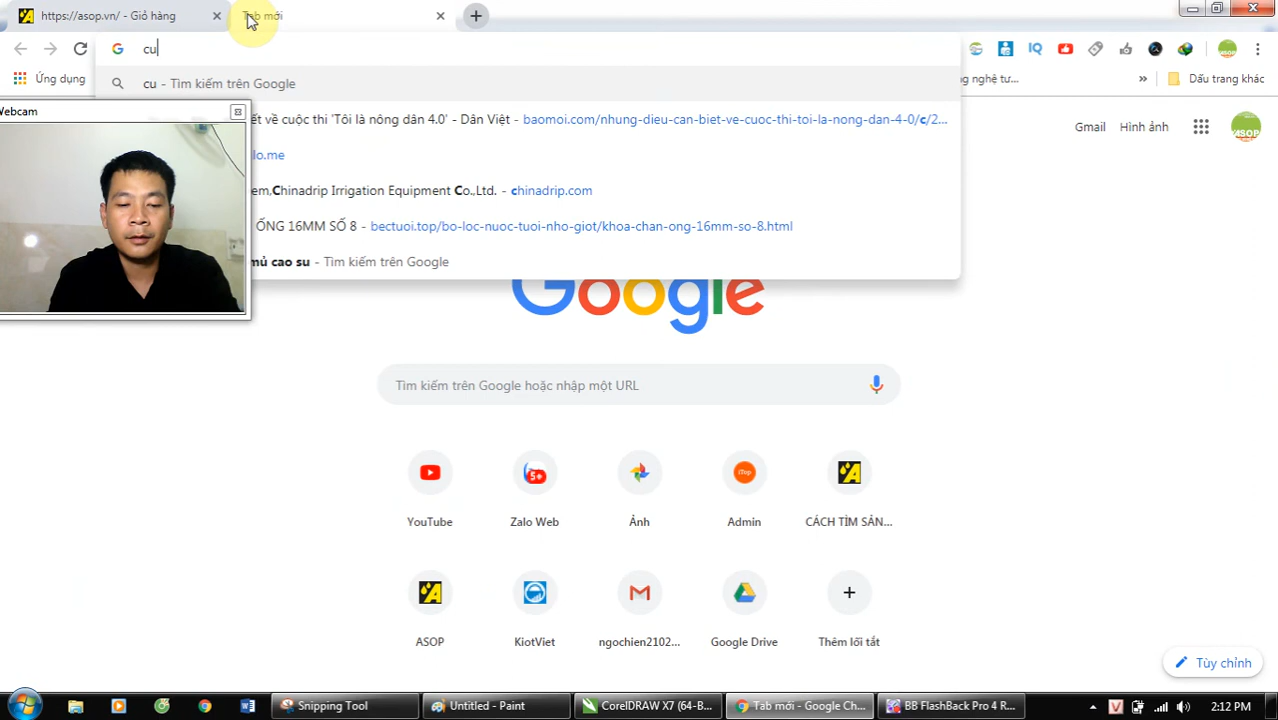 https://asop.vn/ - Giỏ hàng
Tab mới
cu
Ứng dụng
IQ
ng nghệ tư...
»
Dấu trang khác
cu - Tìm kiếm trên Google
ết về cuộc thi 'Tôi là nông dân 4.0' - Dân Việt - baomoi.com/nhung-dieu-can-biet-ve-cuoc-thi-toi-la-nong-dan-4-0/c/2...
lo.me
em,Chinadrip Irrigation Equipment Co.,Ltd. - chinadrip.com
ỐNG 16MM SỐ 8 - bectuoi.top/bo-loc-nuoc-tuoi-nho-giot/khoa-chan-ong-16mm-so-8.html
mủ cao su - Tìm kiếm trên Google
Webcam
Gmail
Hình ảnh
ASOP
Google
Tìm kiếm trên Google hoặc nhập một URL
5+
iTop
YouTube
Zalo Web
Ảnh
Admin
CÁCH TÌM SẢN...
ASOP
KiotViet
ngochien2102...
Google Drive
Thêm lối tắt
Tùy chỉnh
Snipping Tool
Untitled - Paint
CorelDRAW X7 (64-B...
Tab mới - Google Ch...
BB FlashBack Pro 4 R...
V
2:12 PM